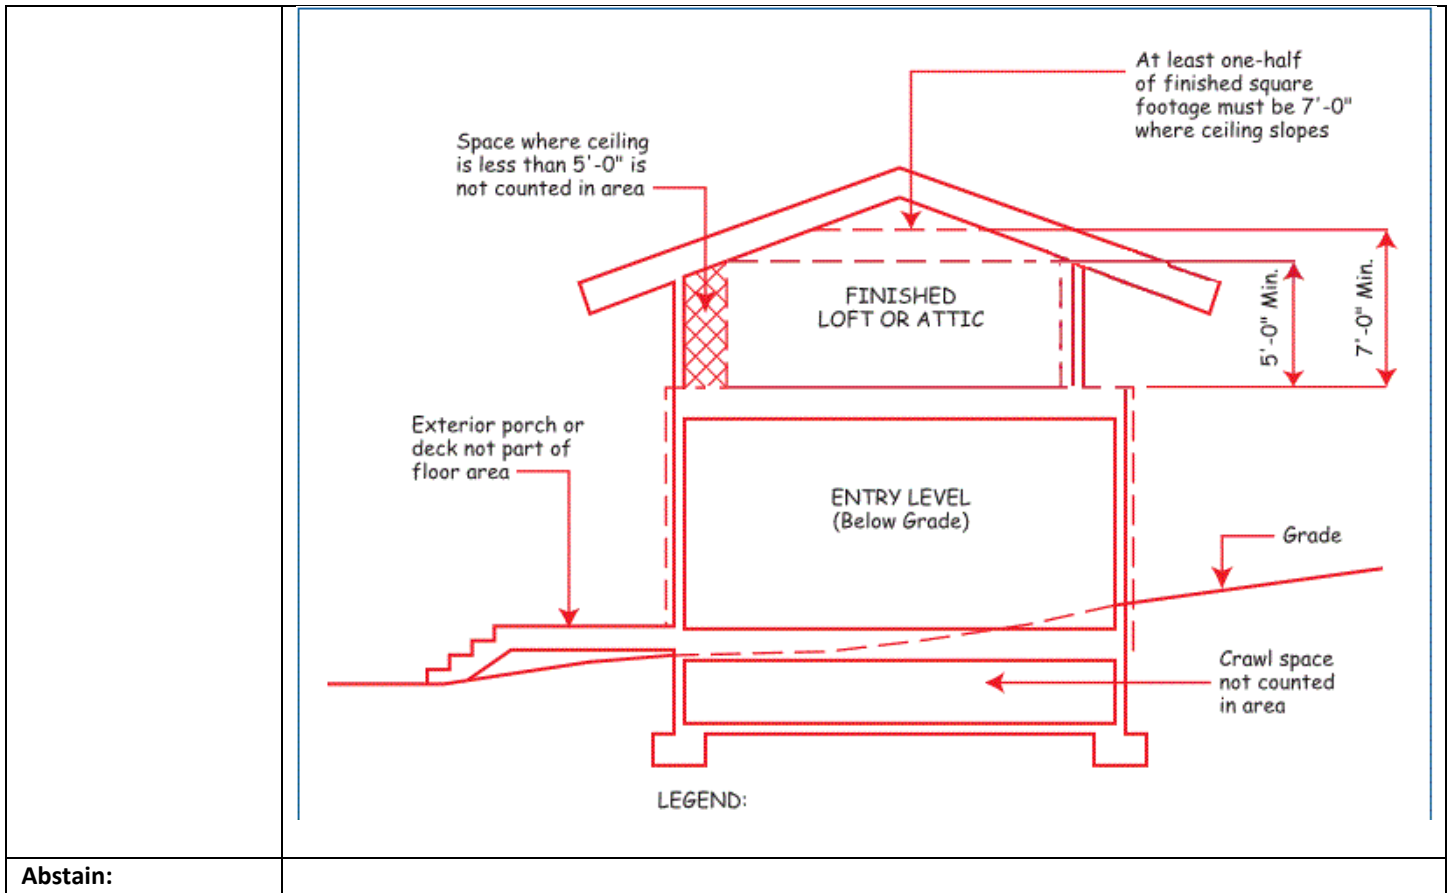 At least one-half
of finished square
footage must be 7'-0"
where ceiling slopes
Space where ceiling
is less than 5'-0" is
not counted in area
FINISHED
LOFT OR ATTIC
5'-0" Min.
7'-0" Min.
Exterior porch or
deck not part of
floor area
ENTRY LEVEL
(Below Grade)
Grade
Crawl space
not counted
in area
LEGEND:
Abstain: